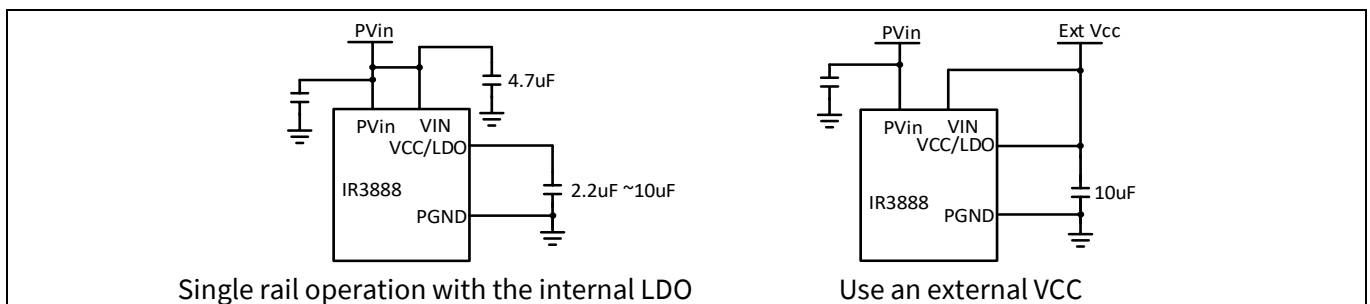 PVin
4.7uF
PVin VIN
VCC/LDO
IR3888
2.2uF ~10uF
PGND
Single rail operation with the internal LDO
PVin
Ext Vcc
PVin VIN
VCC/LDO
IR3888
10uF
PGND
Use an external VCC